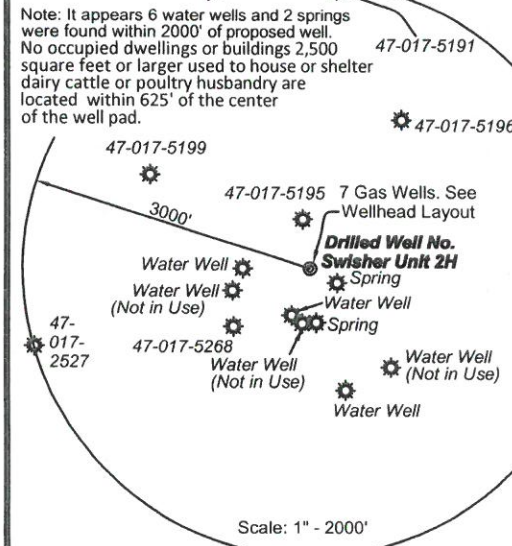 Note: It appears 6 water wells and 2 springs
were found within 2000' of proposed well.
No occupied dwellings or buildings 2,500
square feet or larger used to house or shelter
dairy cattle or poultry husbandry are
located within 625' of the center
of the well pad.
47-017-5191
47-017-5196
47-017-5199
47-017-5195
7 Gas Wells. See
Wellhead Layout
3000'
Drilled Well No.
Swisher Unit 2H
Water Well
Spring
Water Well
(Not in Use)
Water Well
Spring
47-
017-
2527
47-017-5268
Water Well
(Not in Use)
Water Well
(Not in Use)
Water Well
Scale: 1" - 2000'